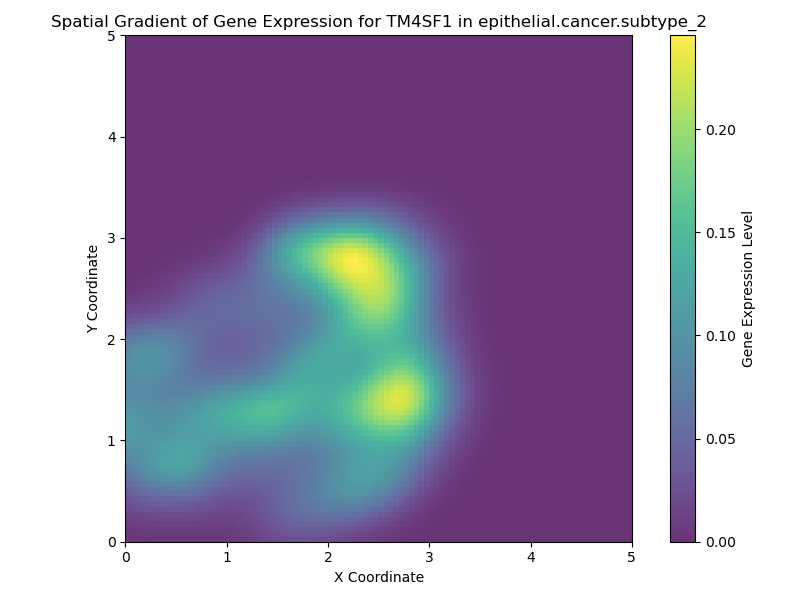 Spatial Gradient of Gene Expression for TM4SF1 in epithelial.cancer.subtype_2
5
4
3
2
1
0
Y Coordinate
0 1 2 3 4 5
X Coordinate
0.20
0.15
0.10
0.05
0.00
Gene Expression Level